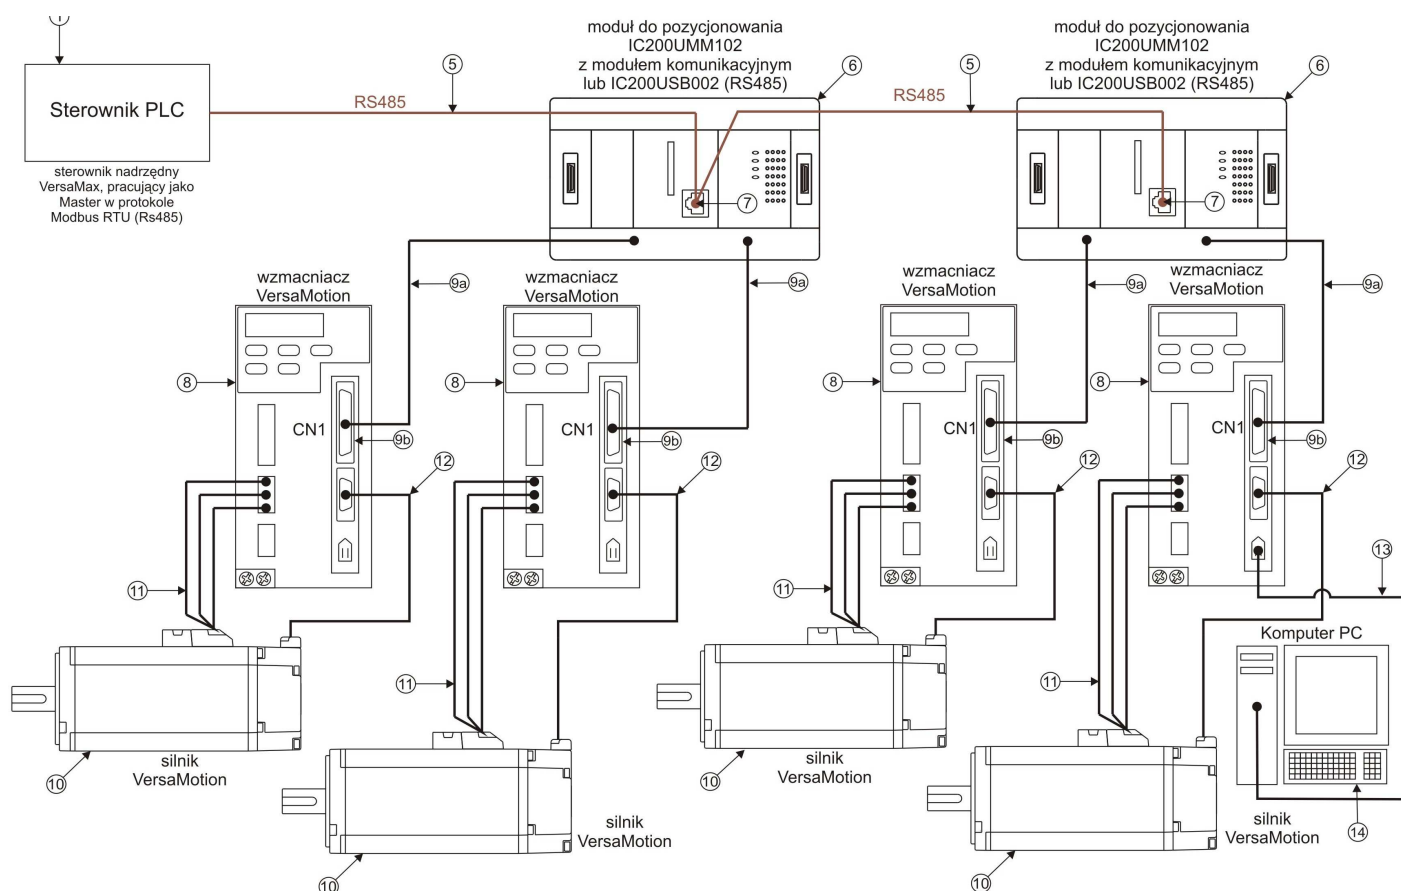 1
moduł do pozycjonowania
IC200UMM102
z modułem komunikacyjnym
lub IC200USB002 (RS485)
moduł do pozycjonowania
IC200UMM102
z modułem komunikacyjnym
lub IC200USB002 (RS485)
5
6
5
6
RS485
RS485
Sterownik PLC
sterownik nadrzędny
VersaMax, pracujący jako
Master w protokole
Modbus RTU (Rs485)
7
7
wzmacniacz
VersaMotion
wzmacniacz
VersaMotion
wzmacniacz
VersaMotion
wzmacniacz
VersaMotion
9a
9a
9a
9a
8
8
8
8
CN1
9b
CN1
9b
CN1
9b
CN1
9b
12
12
12
12
13
11
11
11
11
Komputer PC
silnik
VersaMotion
10
silnik
VersaMotion
10
silnik
VersaMotion
10
silnik
VersaMotion
10
14